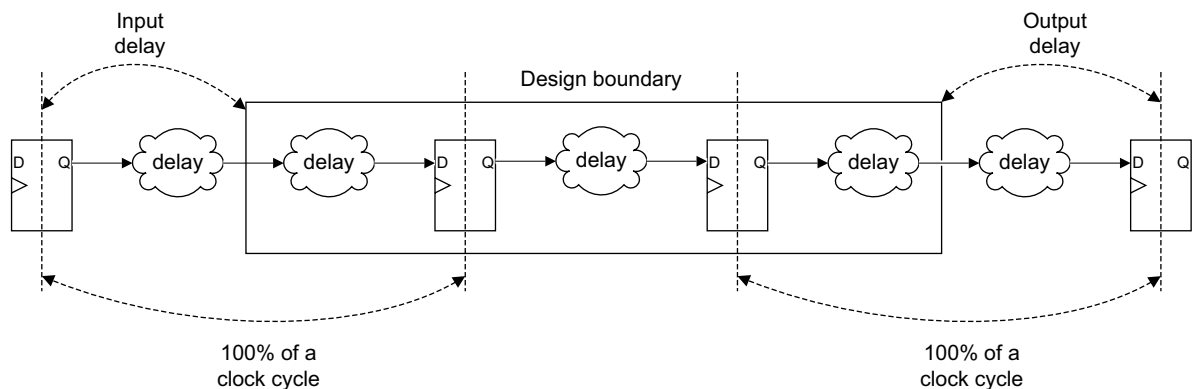 Input
delay
Output
delay
Design boundary
D Q
delay
delay
D Q
delay
D Q
delay
delay
D Q
100% of a
clock cycle
100% of a
clock cycle